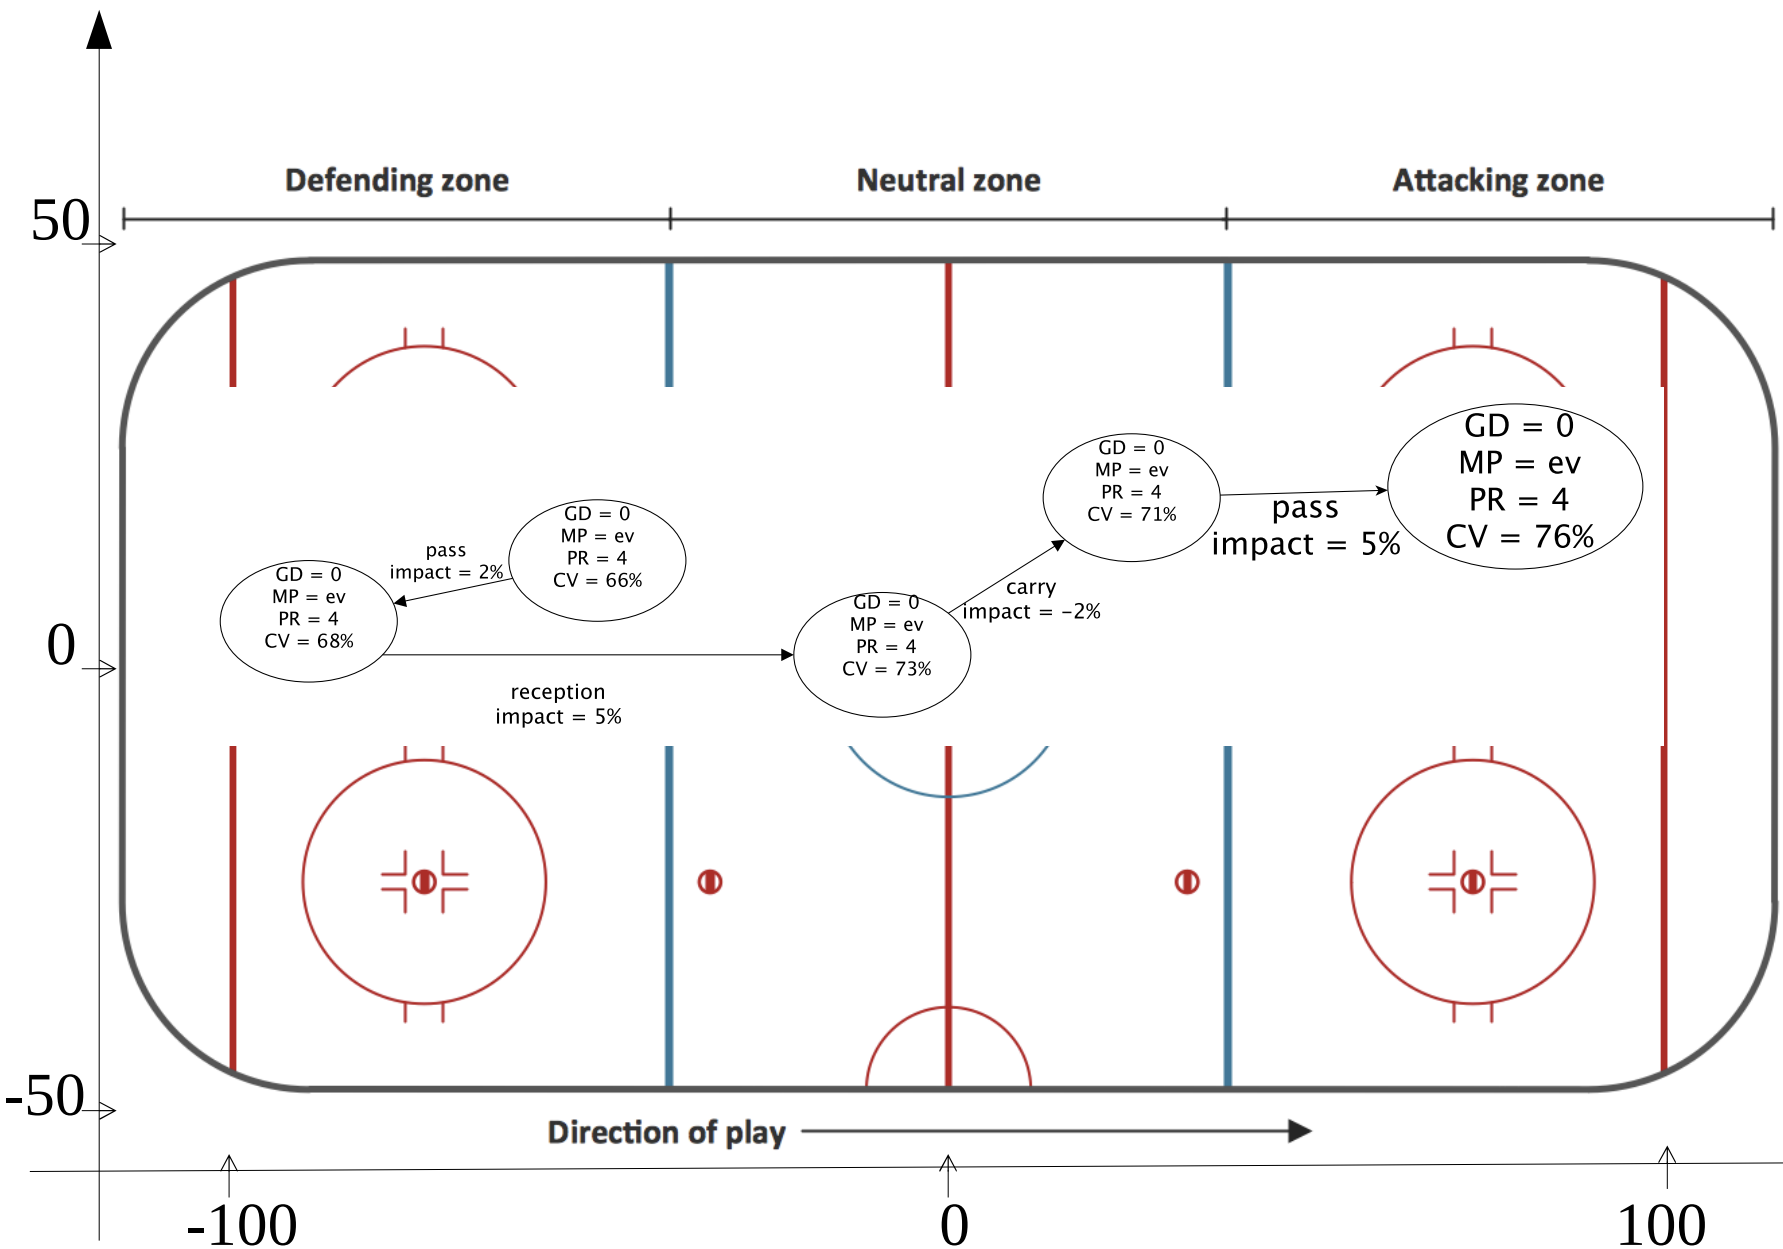 Defending zone
Neutral zone
Attacking zone
50
GD = 0
MP = ev
PR = 4
CV = 76%
GD = 0
MP = ev
PR = 4
CV = 71%
pass
impact = 5%
GD = 0
MP = ev
PR = 4
CV = 66%
pass
impact = 2%
GD = 0
MP = ev
PR = 4
CV = 68%
carry
impact = -2%
GD = 0
MP = ev
PR = 4
CV = 73%
0
reception
impact = 5%
-50
Direction of play
-100
0
100